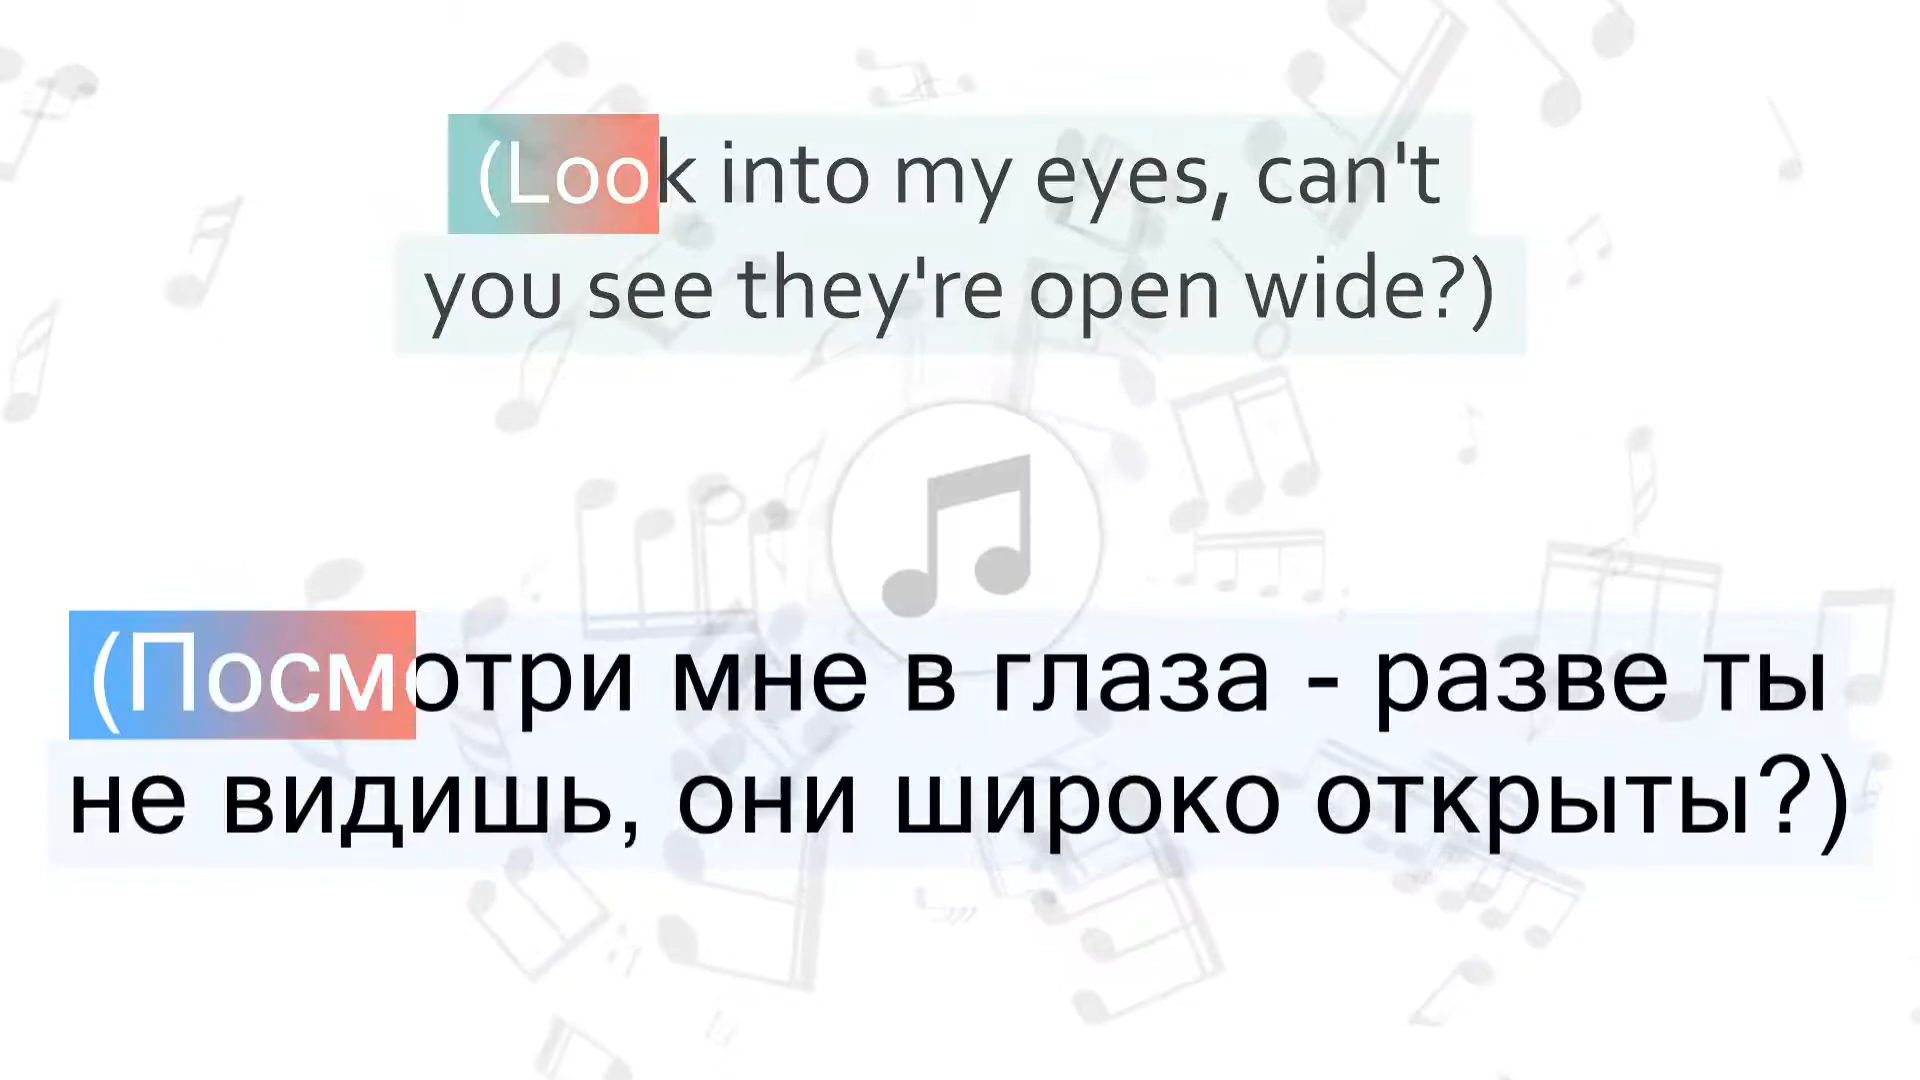 (Look into my eyes, can't
you see they're open wide?)
(Посмотри мне в глаза - разве ты
не видишь, они широко открыты?)